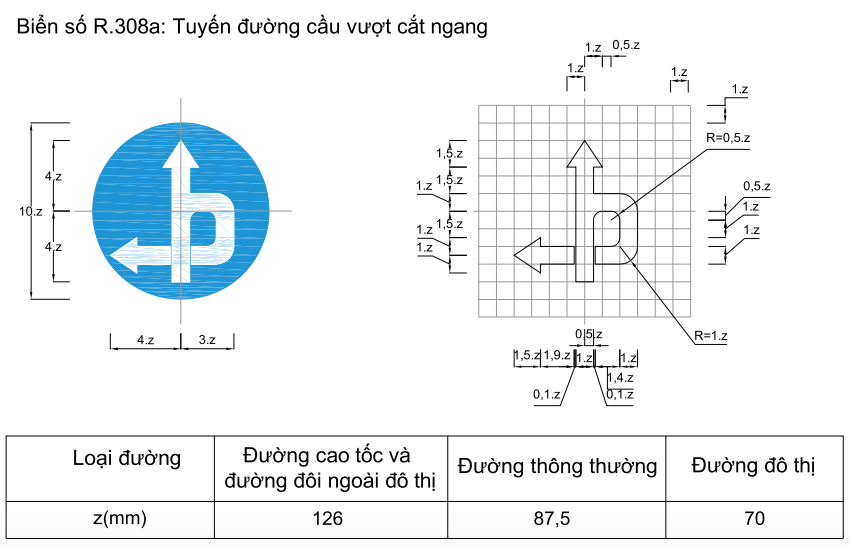 Biển số R.308a: Tuyến đường cầu vượt cắt ngang
1.z 0,5.z
1.z 1.z
1.z
R=0,5.z
4.z
10.z
4.z
4.z 3.z
1,5.z
1,5.z
1.z
1,5.z
1.z
1.z
0,5.z
1.z
1.z
R=1.z
0,5.z
1,5.z 1,9.z 1.z 1.z
1,4.z
0,1.z 0,1.z
Loại đường
Đường cao tốc và
đường đôi ngoài đô thị
Đường thông thường
Đường đô thị
z(mm) 126 87,5 70